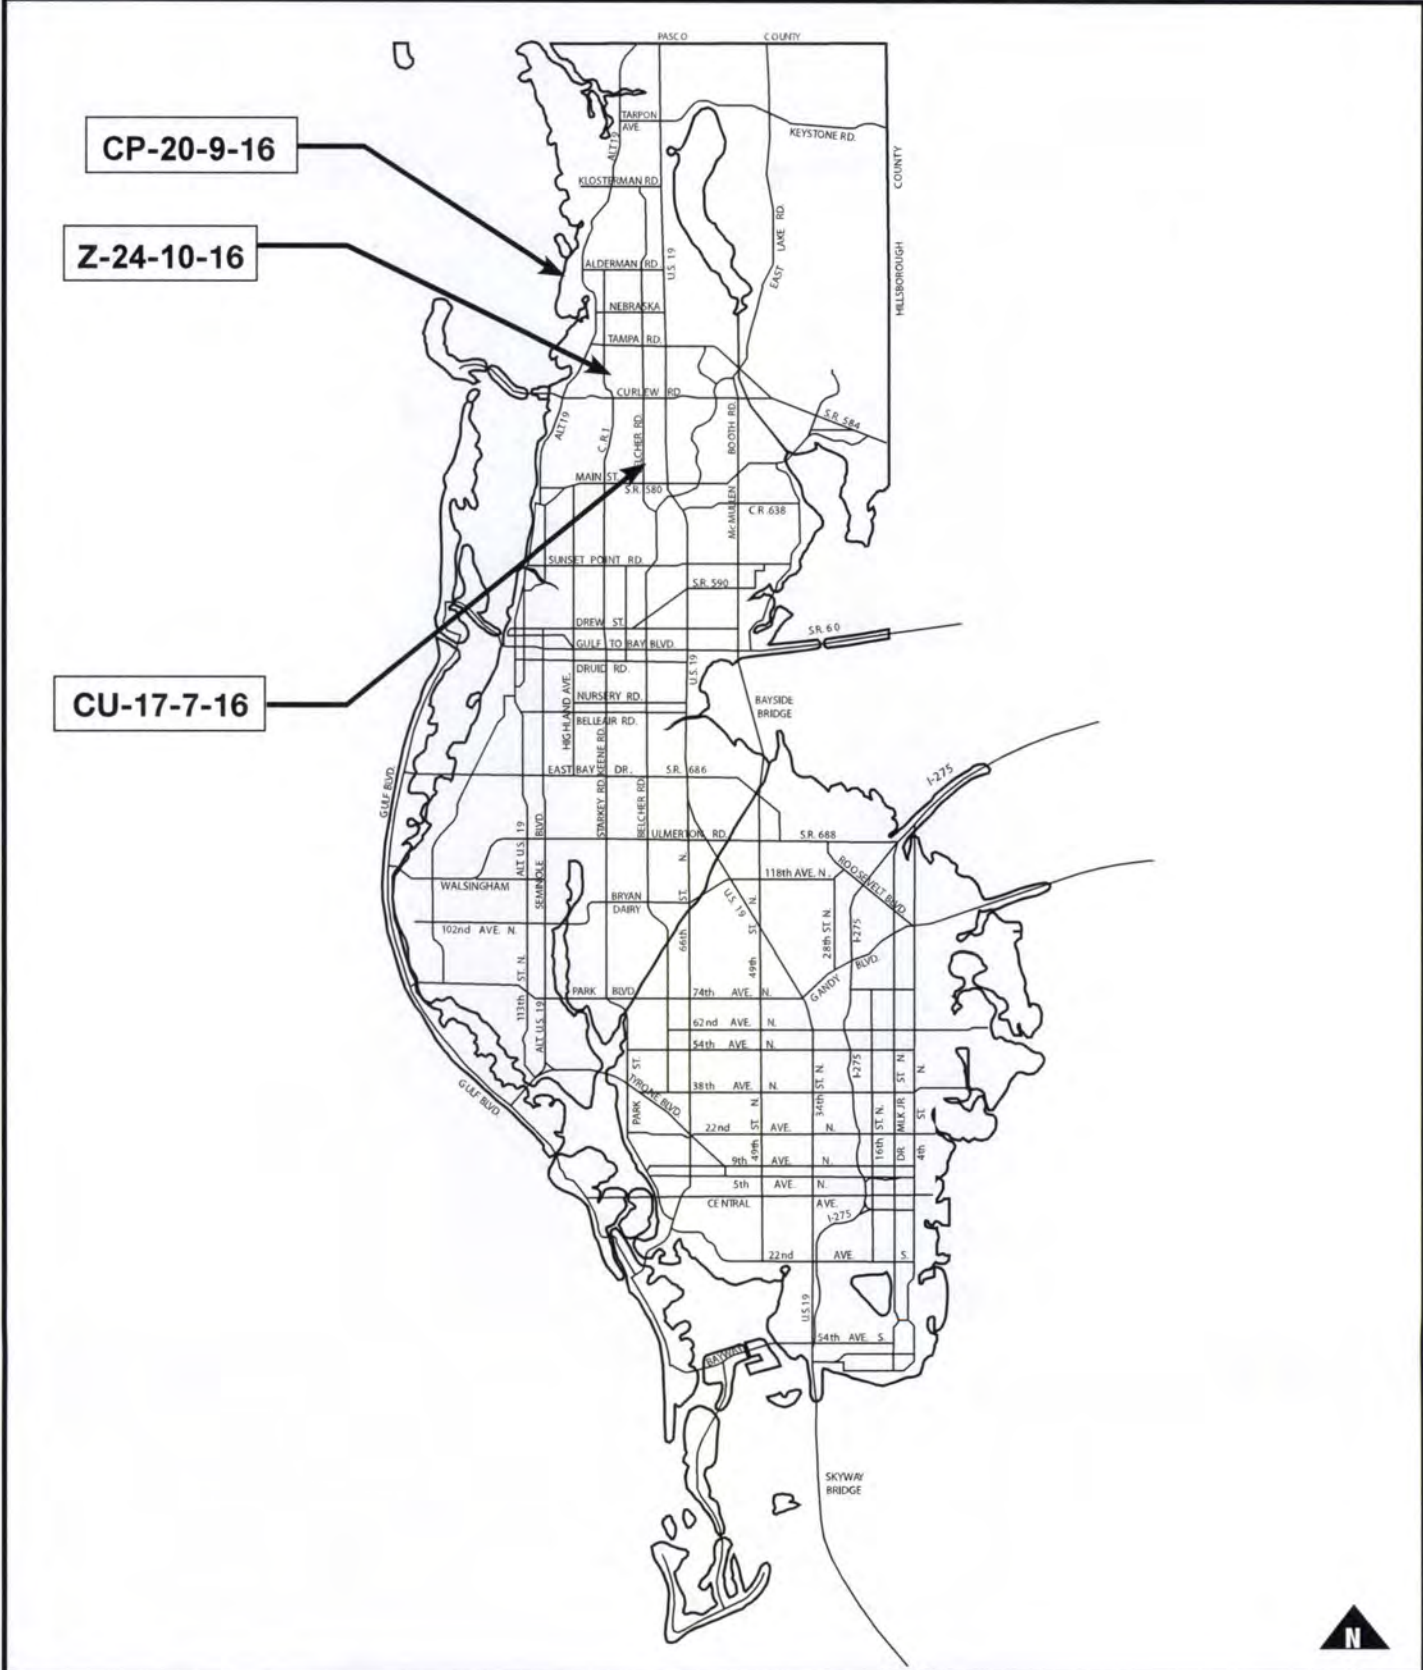 PASCO COUNTY
CP-20-9-16
TARPON
AVE.
KEYSTONE RD.
ALT 19
COUNTY
KLOSTERMAN RD.
Z-24-10-16
LAKE RD.
EAST
U.S. 19
HILLSBOROUGH
ALDERMAN RD
NEBRASKA
TAMPA RD.
CURLEW RD
S.R. 584
ALT 19
C.R.1
ELCHER RD.
BOOTH RD.
McMULLEN
MAIN ST.
S.R. 580
C.R.638
SUNSET POINT RD.
S.R. 590
DREW ST.
S.R. 60
GULF TO BAY BLVD.
DRUID RD.
U.S. 19
CU-17-7-16
HIGHLAND AVE.
NURSERY RD.
BAYSIDE
BRIDGE
BELLEAIR RD.
KEENE RD.
EAST BAY DR.
S.R. 686
GULF BLVD.
STARKEY RD.
BELCHER RD.
I-275
ALT U.S. 19
SEMINOLE BLVD.
ULMERTON RD.
S.R. 688
WALSINGHAM
118th AVE. N.
ROOSEVELT BLVD
BRYAN
DAIRY
U.S. 19
102nd AVE. N.
66th ST. N.
49th ST. N.
28th ST. N.
I-275
GANDY BLVD.
113th ST. N.
ALT U.S. 19
PARK BLVD.
74th AVE. N.
62nd AVE. N.
54th AVE. N.
PARK ST.
TYRONE BLVD.
38th AVE. N.
34th ST. N.
I-275
GULF BLVD.
22nd AVE. N.
49th ST. N.
16th ST. N.
DR MLK JR ST N.
4th ST. N.
9th AVE. N.
5th AVE. N.
CENTRAL AVE.
I-275
22nd AVE. S.
U.S.19
54th AVE. S.
BAYWAY
SKYWAY
BRIDGE
N